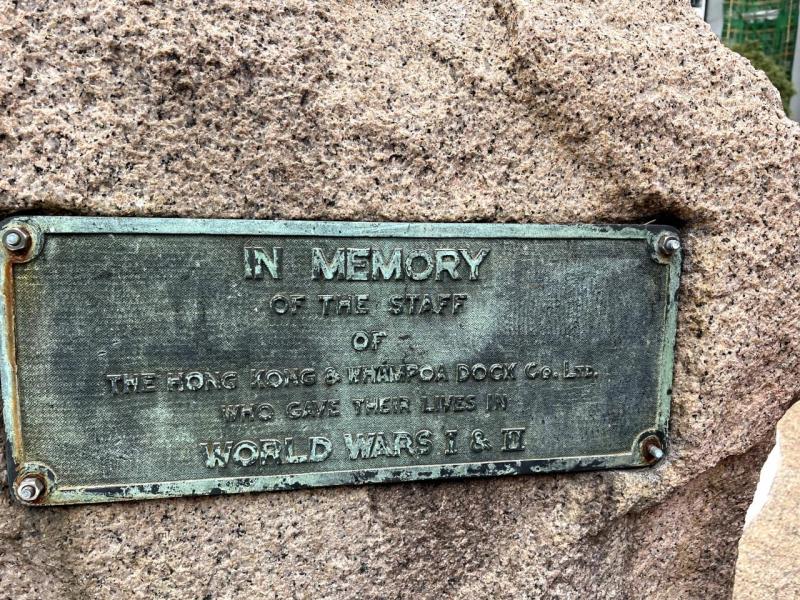 IN MEMORY
OF THE STAFF
OF
THE HONG KONG & WHAMPOA DOCK CO. LTD.
WHO GAVE THEIR LIVES IN
WORLD WARS I & II